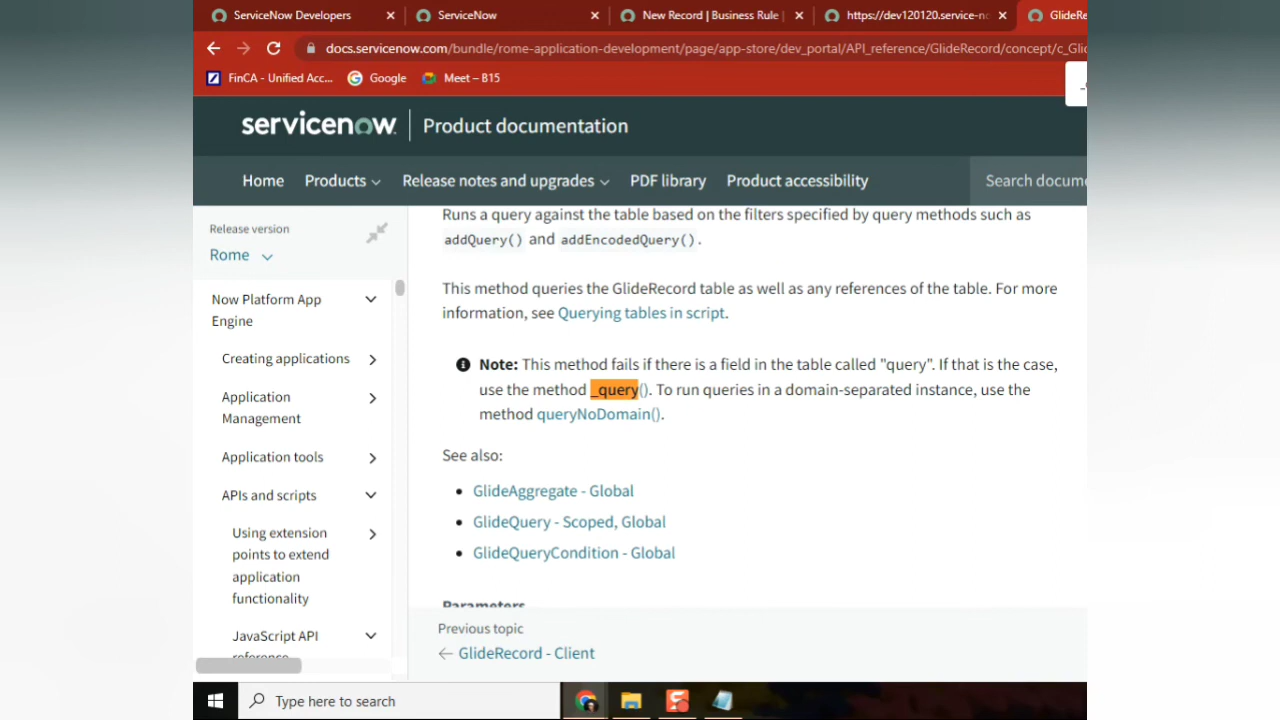 ServiceNow Developers
ServiceNow
New Record | Business Rule |
https://dev120120.service-n
GlideRe
docs.servicenow.com/bundle/rome-application-development/page/app-store/dev_portal/API_reference/GlideRecord/concept/c_Gli
FinCA - Unified Acc...
Google
Meet – B15
servicenow
Product documentation
Home
Products
Release notes and upgrades
PDF library
Product accessibility
Search docume
Release version
Rome
Now Platform App
Engine
Creating applications
Application
Management
Application tools
APIs and scripts
Using extension
points to extend
application
functionality
JavaScript API
reference
Runs a query against the table based on the filters specified by query methods such as
addQuery() and addEncodedQuery().
This method queries the GlideRecord table as well as any references of the table. For more
information, see Querying tables in script.
Note: This method fails if there is a field in the table called "query". If that is the case,
use the method _query(). To run queries in a domain-separated instance, use the
method queryNoDomain().
See also:
• GlideAggregate - Global
• GlideQuery - Scoped, Global
• GlideQueryCondition - Global
Parameters
Previous topic
← GlideRecord - Client
Type here to search